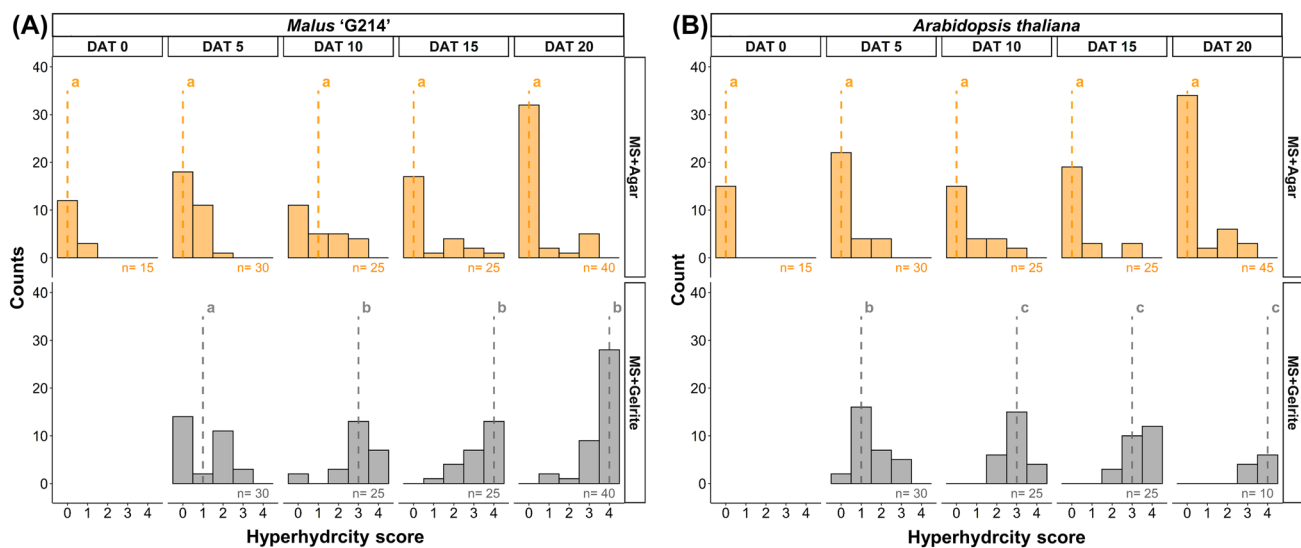 (A) Malus ‘G214’
DAT 0 DAT 5 DAT 10 DAT 15 DAT 20
40
30
20
10
0
a a a a a
n= 15 n= 30 n= 25 n= 25 n= 40
MS+Agar
Counts
40
30
20
10
0
a b b b
n= 30 n= 25 n= 25 n= 40
MS+Gelrite
0 1 2 3 4 0 1 2 3 4 0 1 2 3 4 0 1 2 3 4 0 1 2 3 4
Hyperhydrcity score
(B) Arabidopsis thaliana
DAT 0 DAT 5 DAT 10 DAT 15 DAT 20
40
30
20
10
0
a a a a a
n= 15 n= 30 n= 25 n= 25 n= 45
MS+Agar
Count
40
30
20
10
0
b c c c
n= 30 n= 25 n= 25 n= 10
MS+Gelrite
0 1 2 3 4 0 1 2 3 4 0 1 2 3 4 0 1 2 3 4 0 1 2 3 4
Hyperhydrcity score